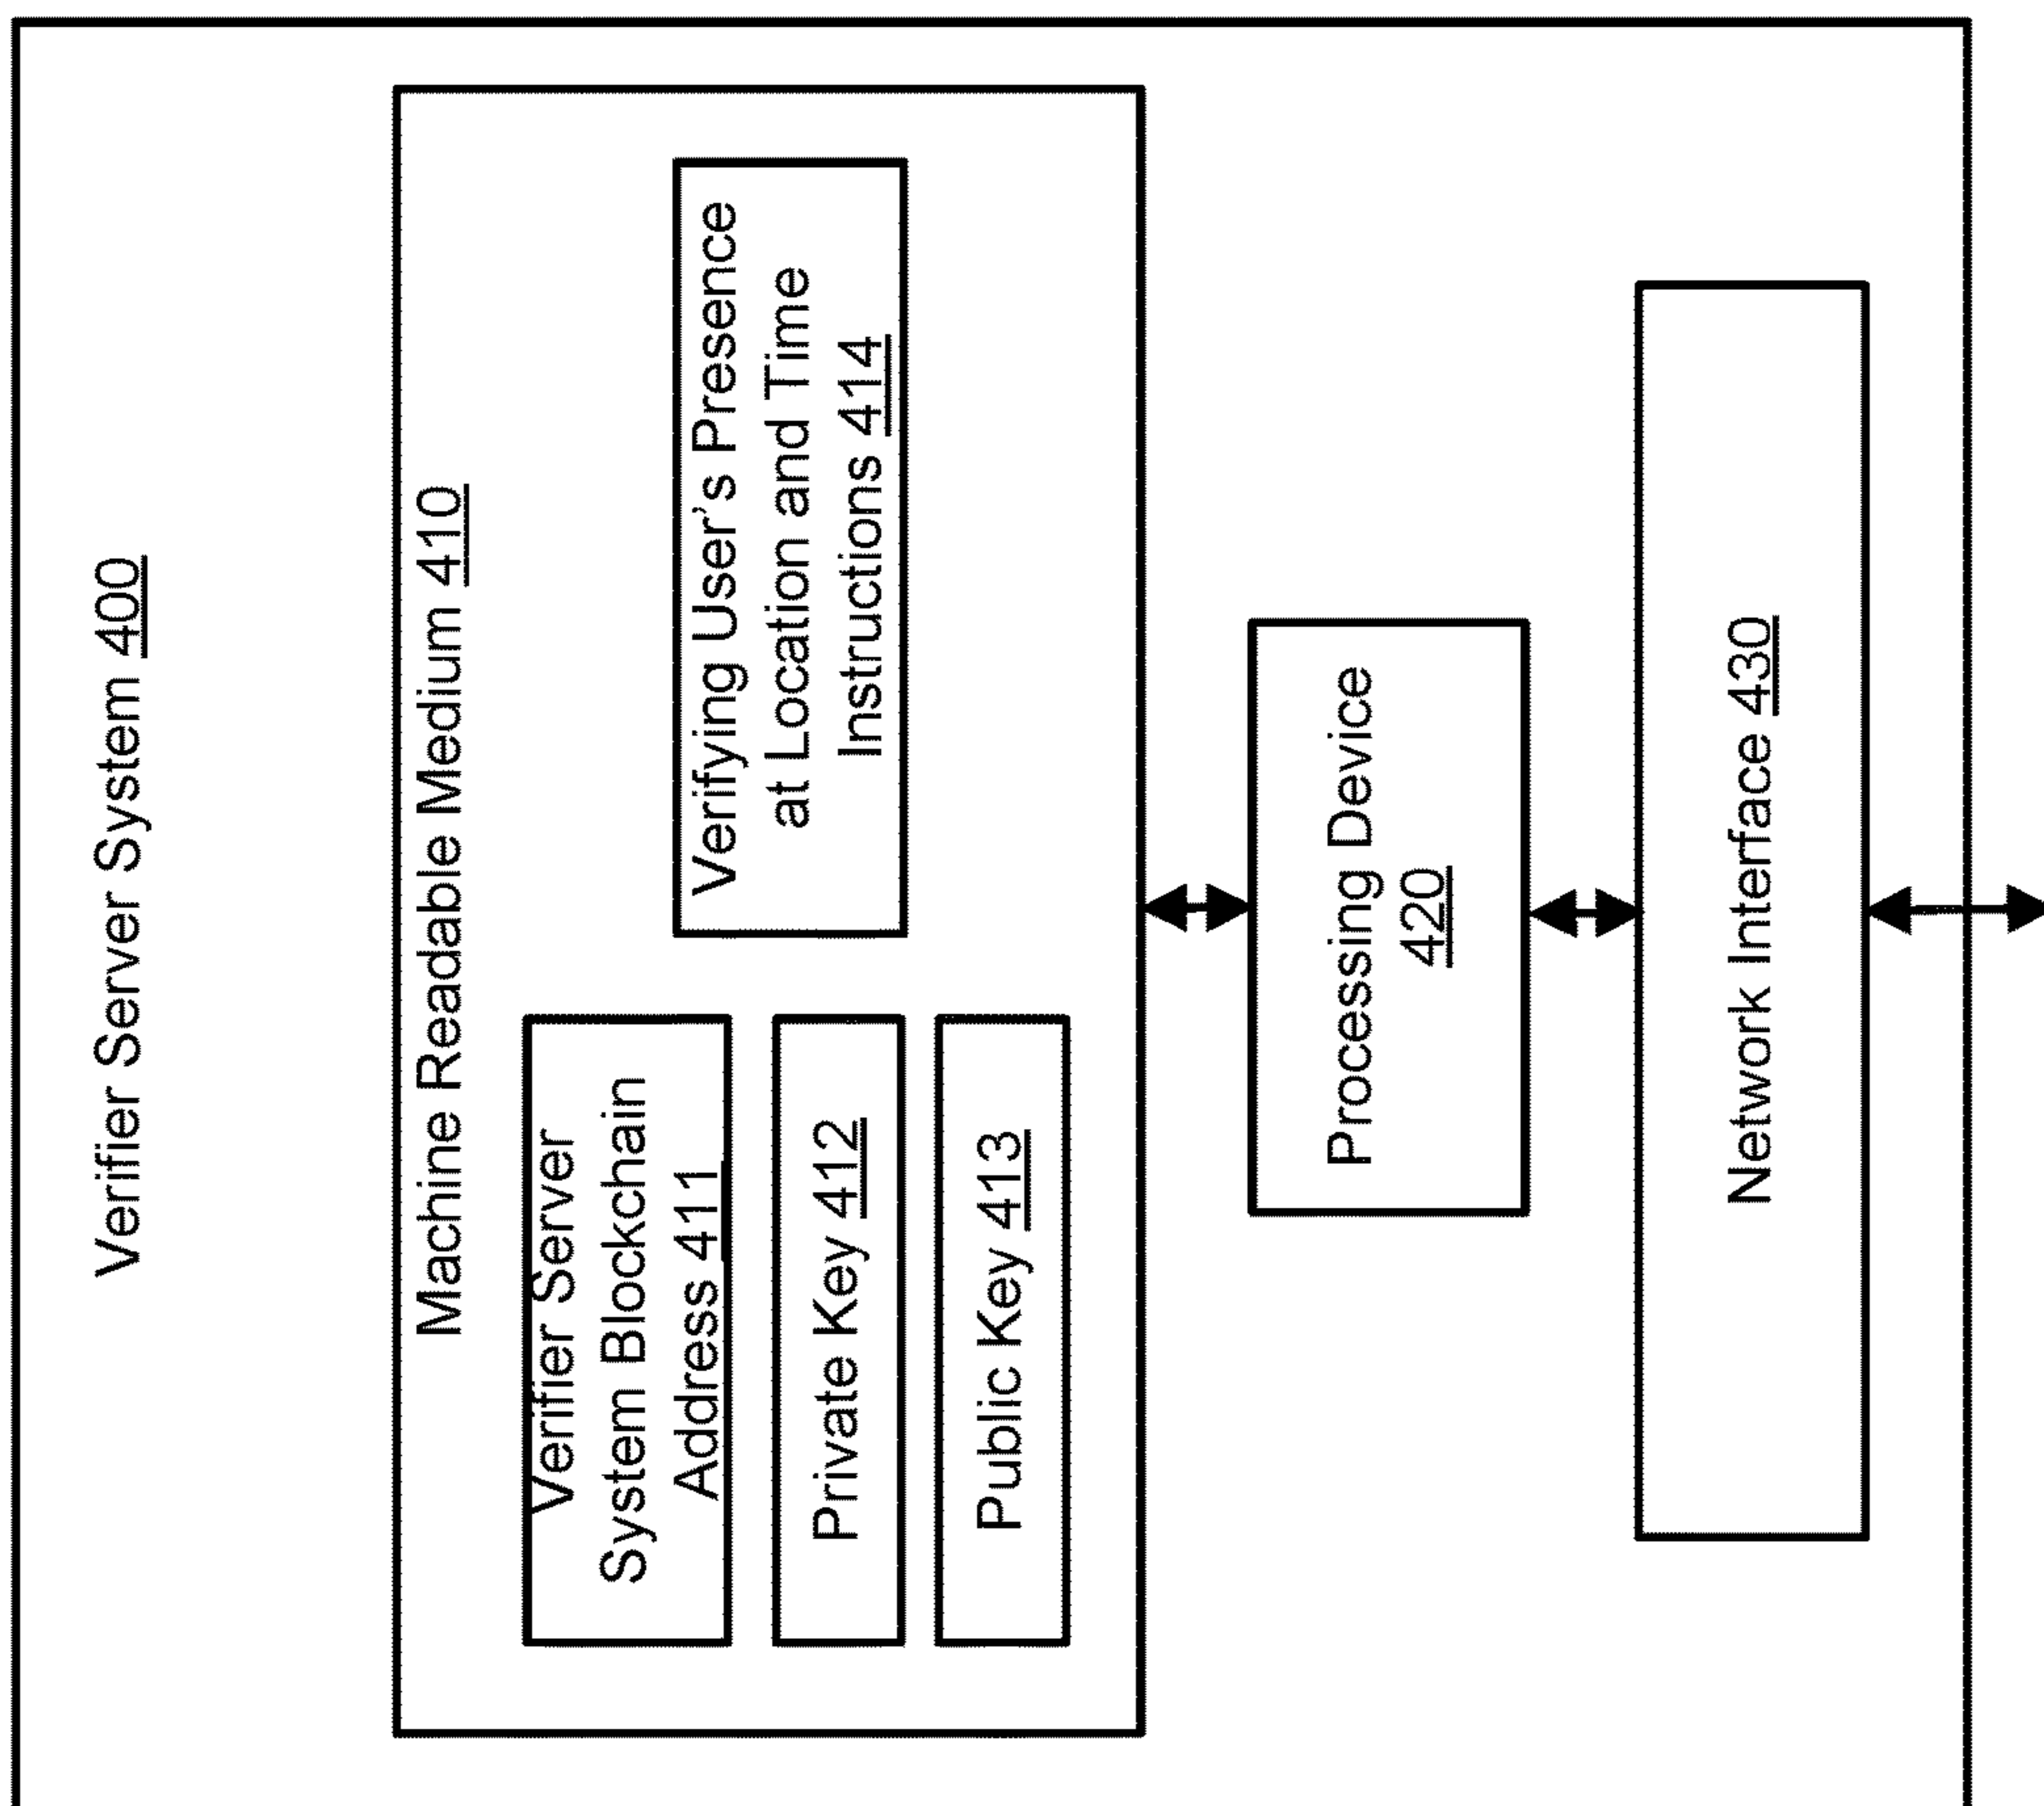 Verifier Server System 400
Machine Readable Medium 410
Verifier Server
System Blockchain
Address 411
Private Key 412
Public Key 413
Verifying User's Presence
at Location and Time
Instructions 414
Processing Device
420
Network Interface 430